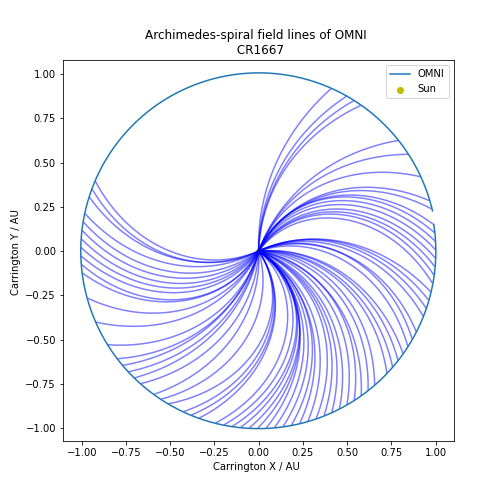 Archimedes-spiral field lines of OMNI
CR1667
OMNI
Sun
1.00
0.75
0.50
0.25
0.00
−0.25
−0.50
−0.75
−1.00
Carrington Y / AU
−1.00 −0.75 −0.50 −0.25 0.00 0.25 0.50 0.75 1.00
Carrington X / AU